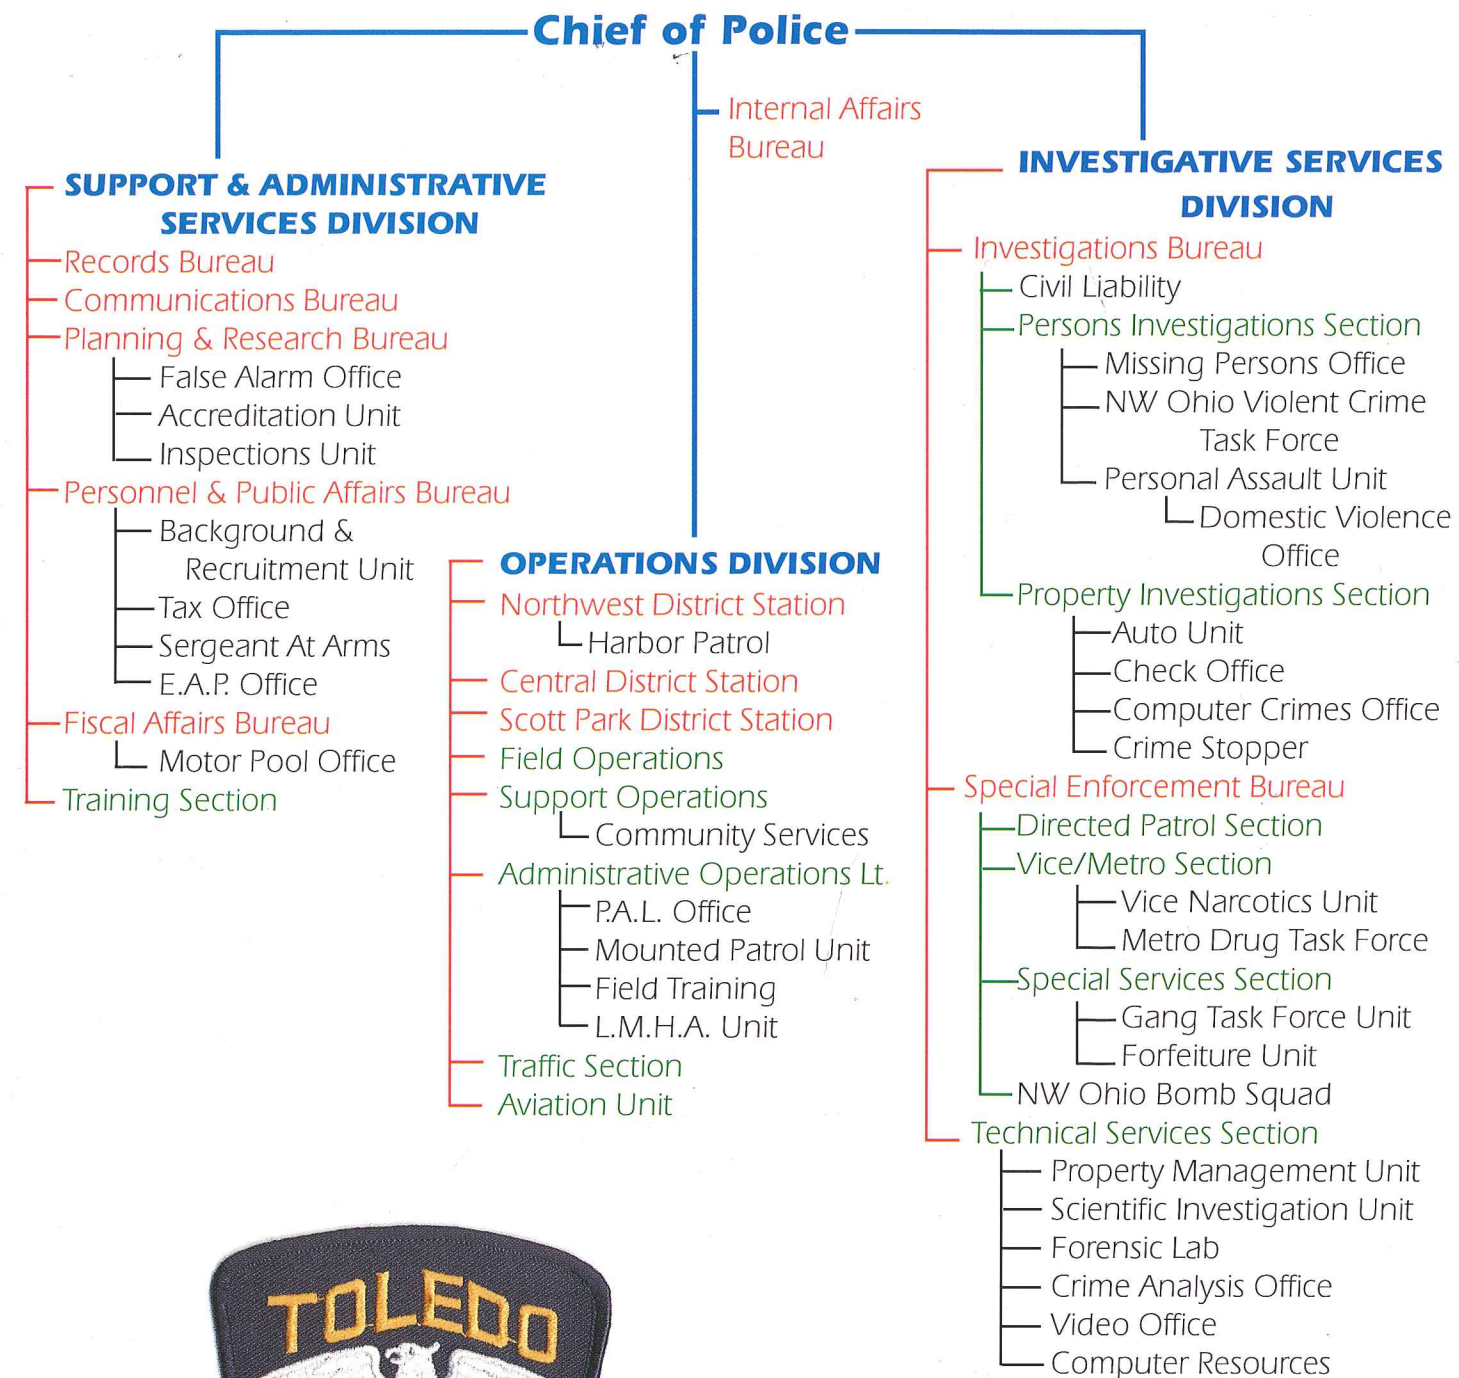 Chief of Police
Internal Affairs
Bureau
SUPPORT & ADMINISTRATIVE
SERVICES DIVISION
Records Bureau
Communications Bureau
Planning & Research Bureau
False Alarm Office
Accreditation Unit
Inspections Unit
Personnel & Public Affairs Bureau
Background &
Recruitment Unit
Tax Office
Sergeant At Arms
E.A.P. Office
Fiscal Affairs Bureau
Motor Pool Office
Training Section
OPERATIONS DIVISION
Northwest District Station
Harbor Patrol
Central District Station
Scott Park District Station
Field Operations
Support Operations
Community Services
Administrative Operations Lt.
P.A.L. Office
Mounted Patrol Unit
Field Training
L.M.H.A. Unit
Traffic Section
Aviation Unit
INVESTIGATIVE SERVICES
DIVISION
Investigations Bureau
Civil Liability
Persons Investigations Section
Missing Persons Office
NW Ohio Violent Crime
Task Force
Personal Assault Unit
Domestic Violence
Office
Property Investigations Section
Auto Unit
Check Office
Computer Crimes Office
Crime Stopper
Special Enforcement Bureau
Directed Patrol Section
Vice/Metro Section
Vice Narcotics Unit
Metro Drug Task Force
Special Services Section
Gang Task Force Unit
Forfeiture Unit
NW Ohio Bomb Squad
Technical Services Section
Property Management Unit
Scientific Investigation Unit
Forensic Lab
Crime Analysis Office
Video Office
Computer Resources
TOLEDO